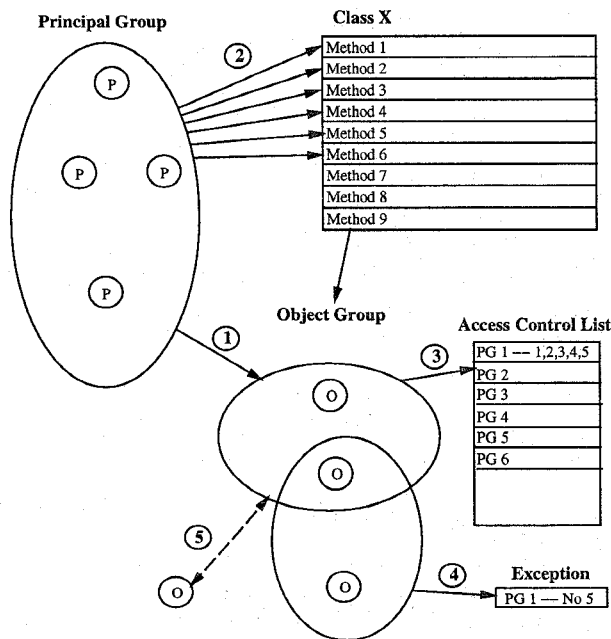 Principal Group
Class X
P
P
P
P
2
Method 1
Method 2
Method 3
Method 4
Method 5
Method 6
Method 7
Method 8
Method 9
Object Group
1
3
Access Control List
PG 1 — 1,2,3,4,5
PG 2
PG 3
PG 4
PG 5
PG 6
O
O
5
O
O
4
Exception
PG 1 — No 5